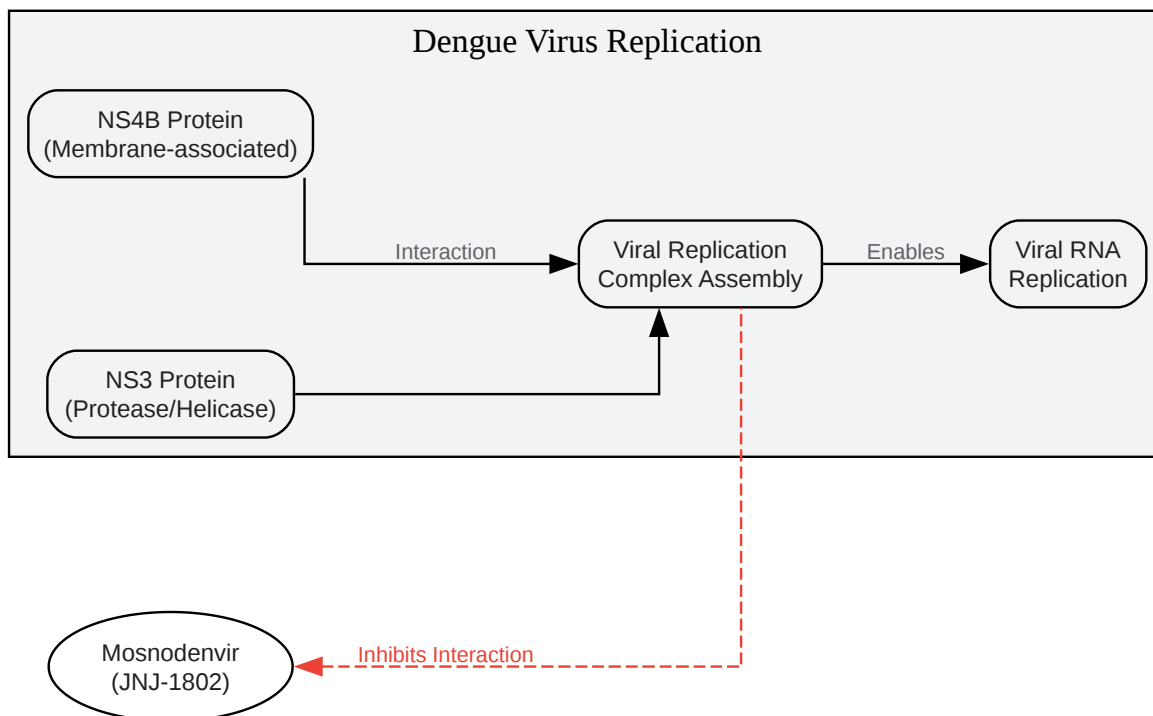 Dengue Virus Replication
NS4B Protein
(Membrane-associated)
Interaction
Viral Replication
Complex Assembly
Enables
Viral RNA
Replication
NS3 Protein
(Protease/Helicase)
Mosnodenvir
(JNJ-1802)
Inhibits Interaction